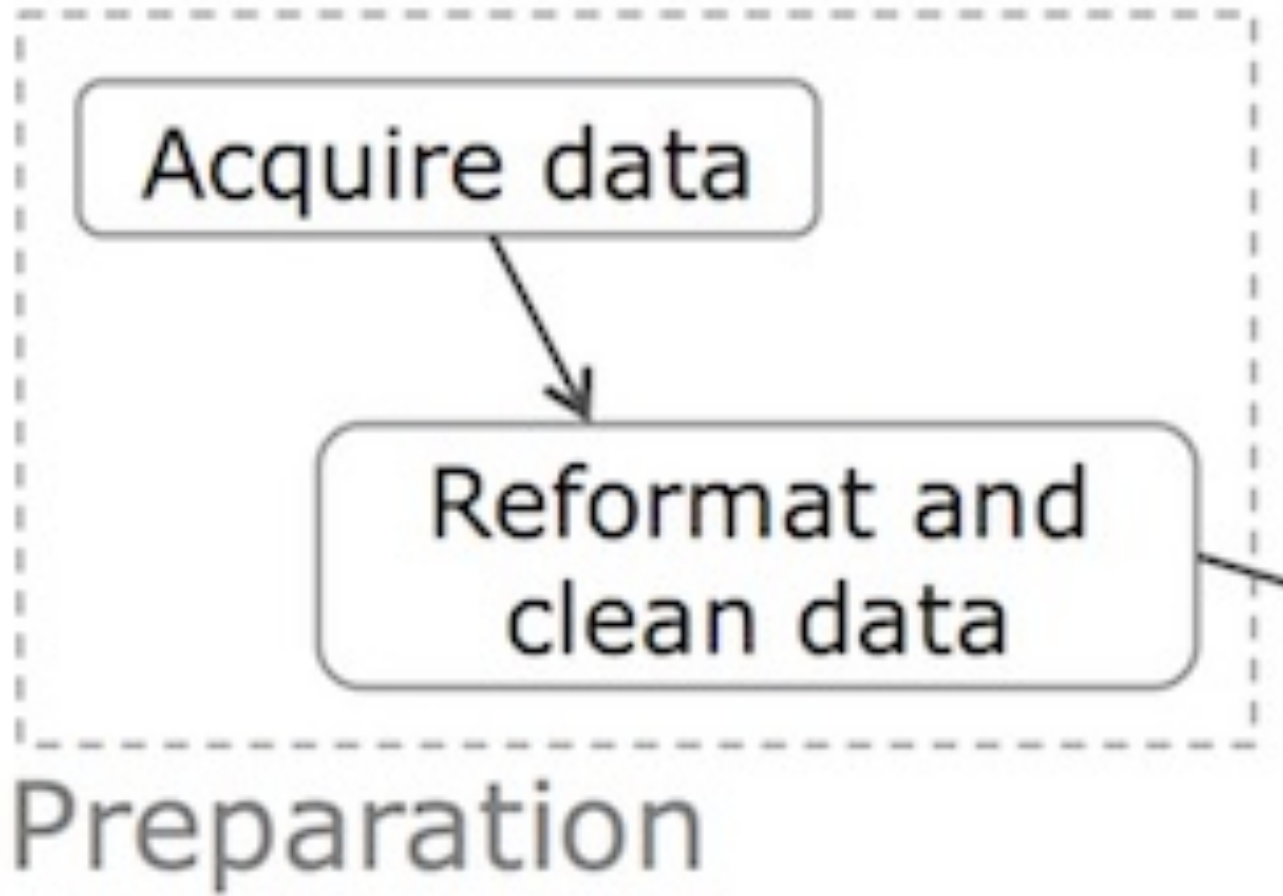 Acquire data
Reformat and
clean data
Preparation